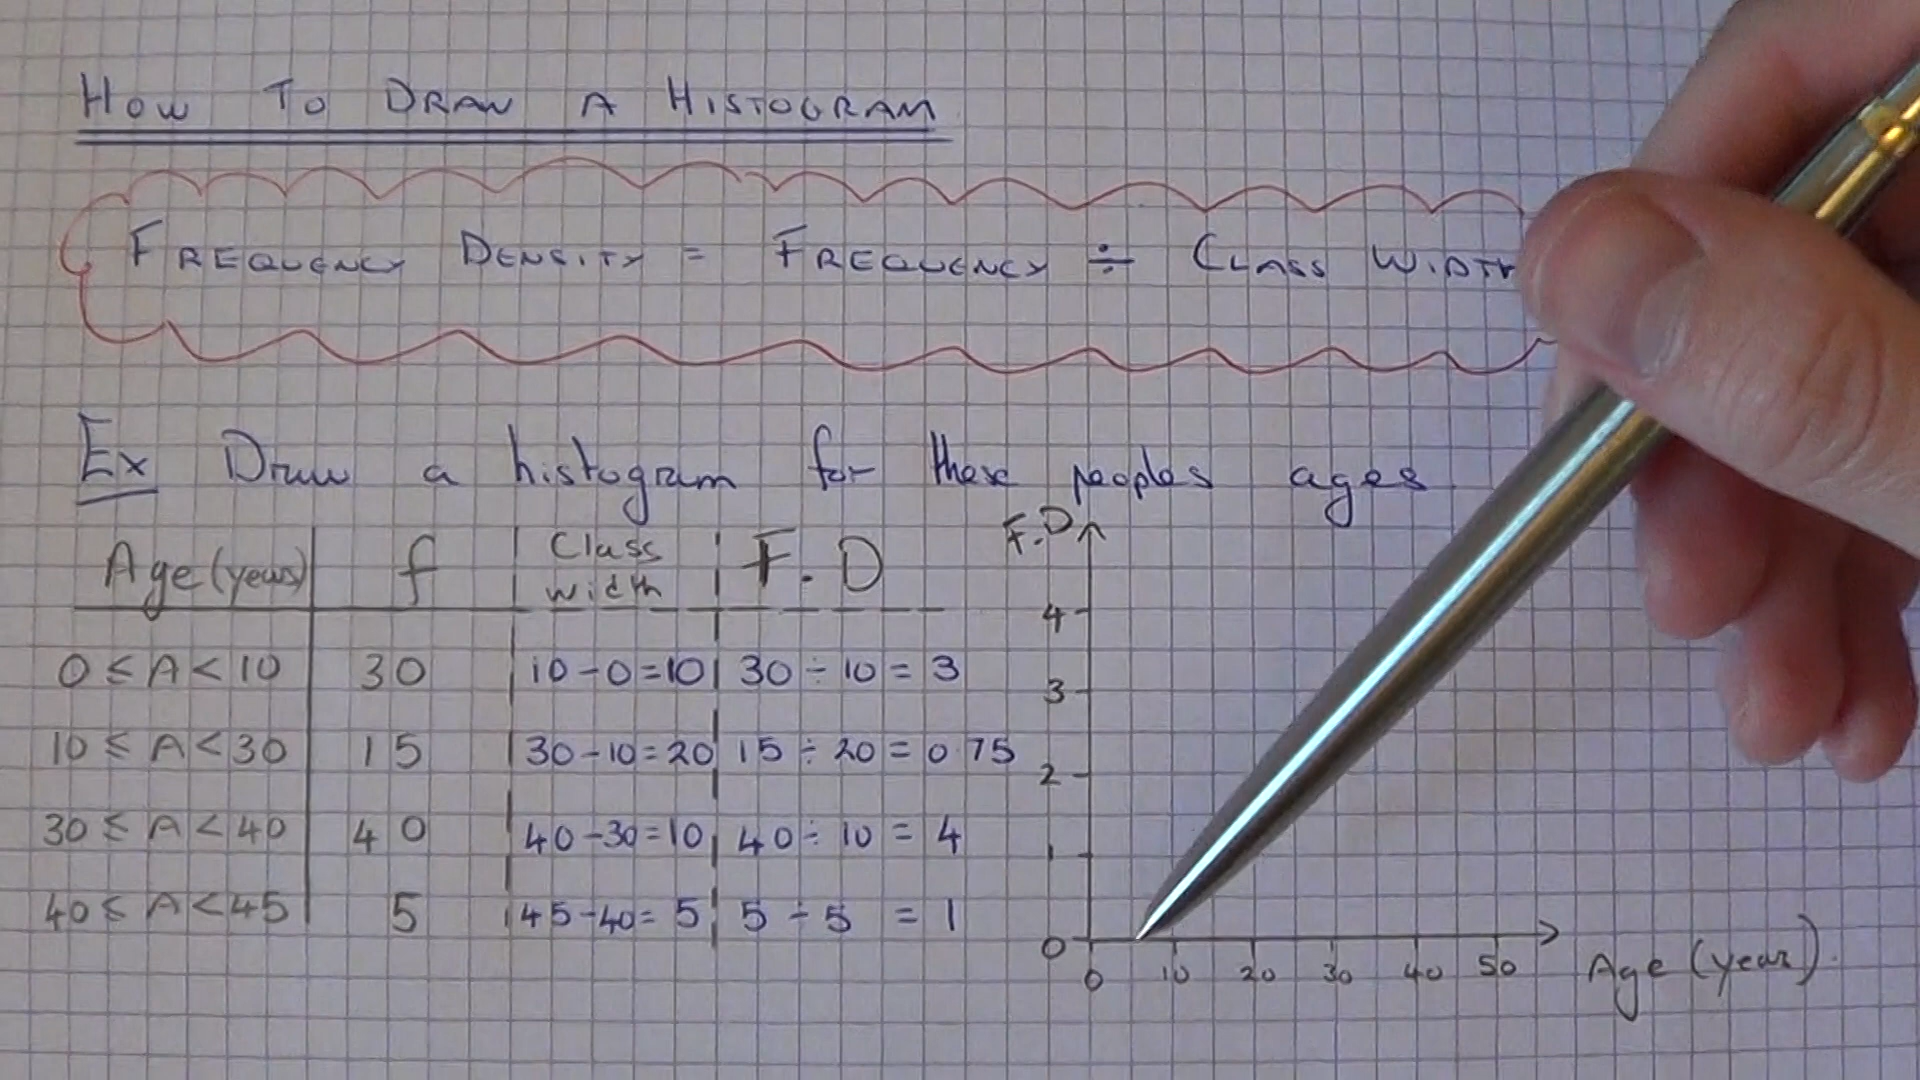 HOW TO DRAW A HISTOGRAM
FREQUENCY DENSITY = FREQUENCY ÷ CLASS WIDTH
Ex Draw a histogram for these peoples ages
Age (years) f Class width F.D
0 ≤ A < 10 30 10 - 0 = 10 30 ÷ 10 = 3
10 ≤ A < 30 15 30 - 10 = 20 15 ÷ 20 = 0.75
30 ≤ A < 40 40 40 - 30 = 10 40 ÷ 10 = 4
40 ≤ A < 45 5 45 - 40 = 5 5 ÷ 5 = 1
F.D
4
3
2
1
0
0 10 20 30 40 50 Age (years)